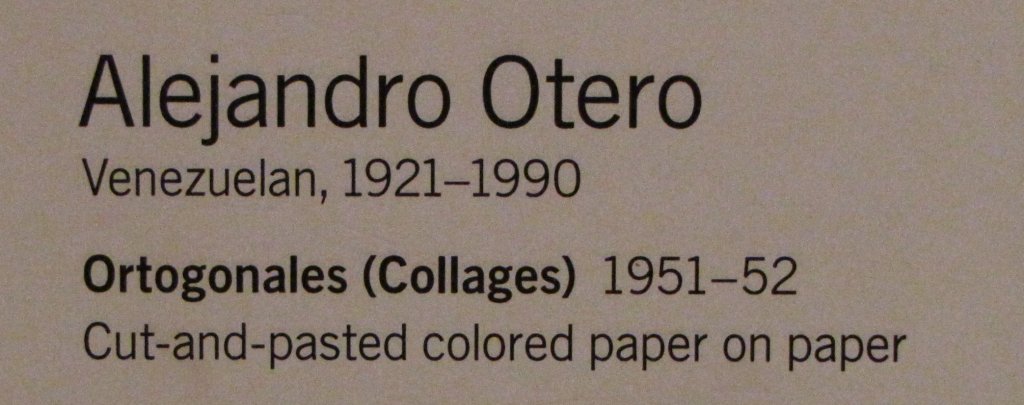 Alejandro Otero
Venezuelan, 1921–1990
Ortogonales (Collages) 1951–52
Cut-and-pasted colored paper on paper